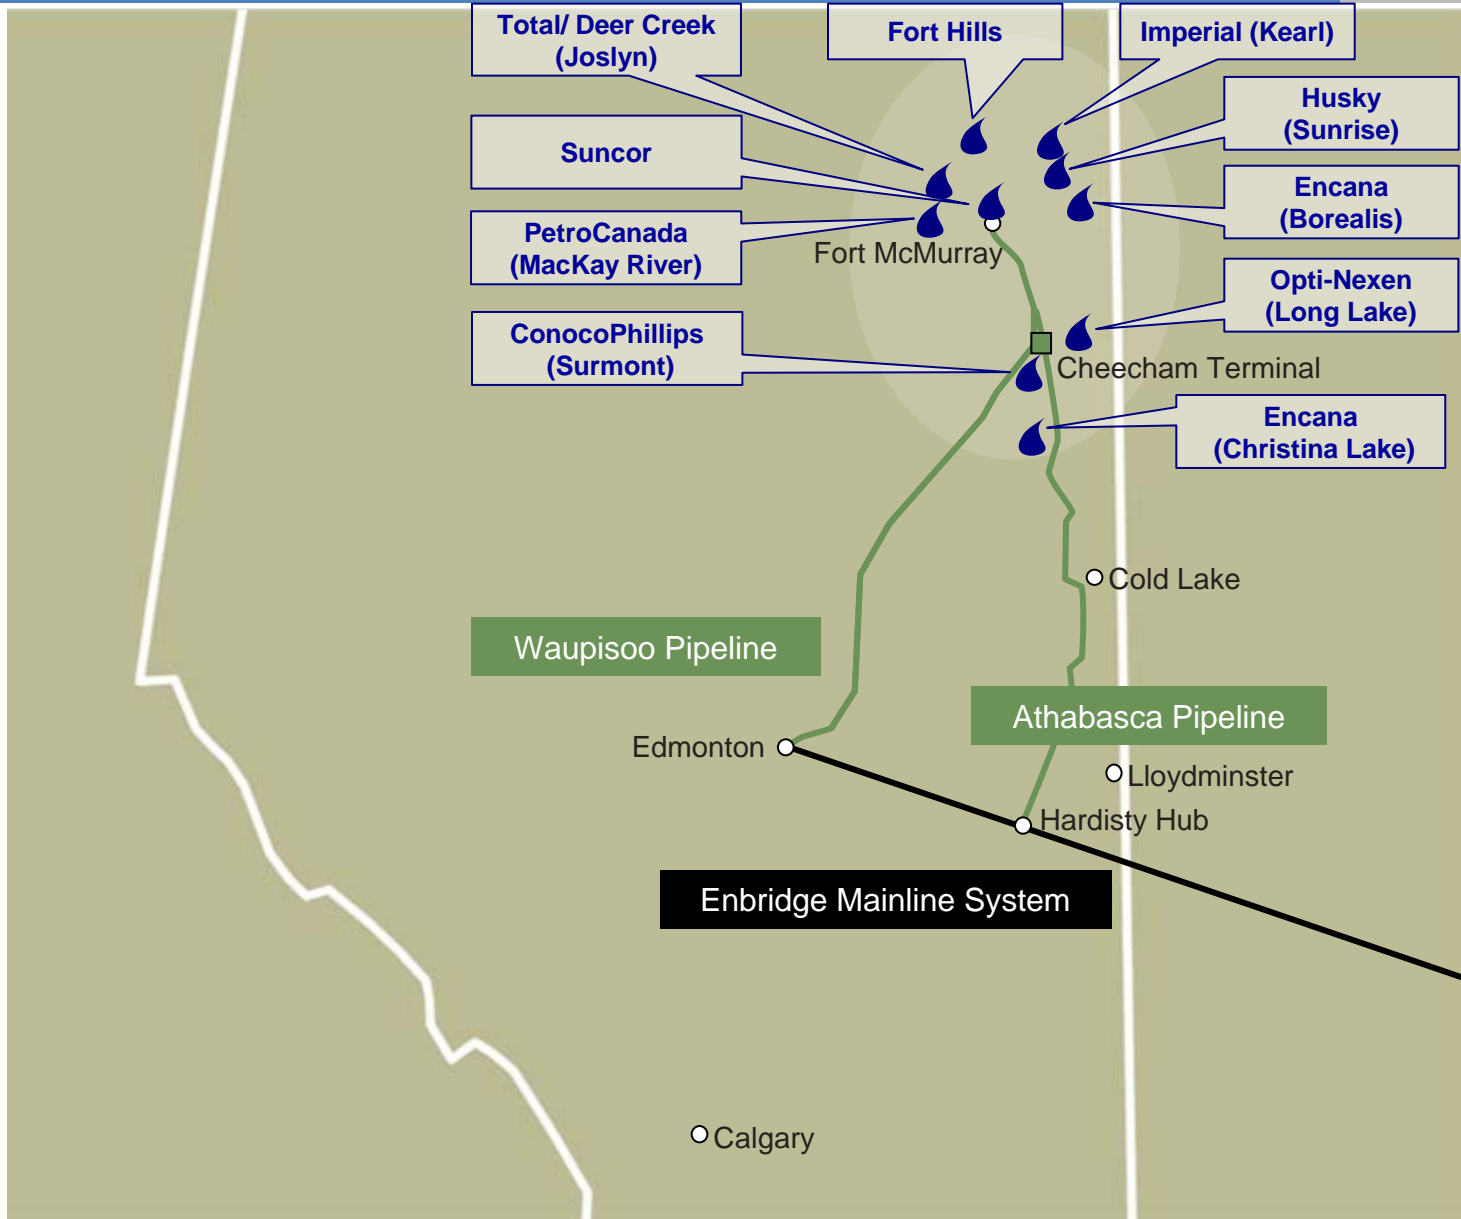 Total/ Deer Creek
(Joslyn)
Fort Hills
Imperial (Kearl)
Husky
(Sunrise)
Suncor
Encana
(Borealis)
PetroCanada
(MacKay River)
Fort McMurray
Opti-Nexen
(Long Lake)
ConocoPhillips
(Surmont)
Cheecham Terminal
Encana
(Christina Lake)
Cold Lake
Waupisoo Pipeline
Athabasca Pipeline
Edmonton
Lloydminster
Hardisty Hub
Enbridge Mainline System
Calgary